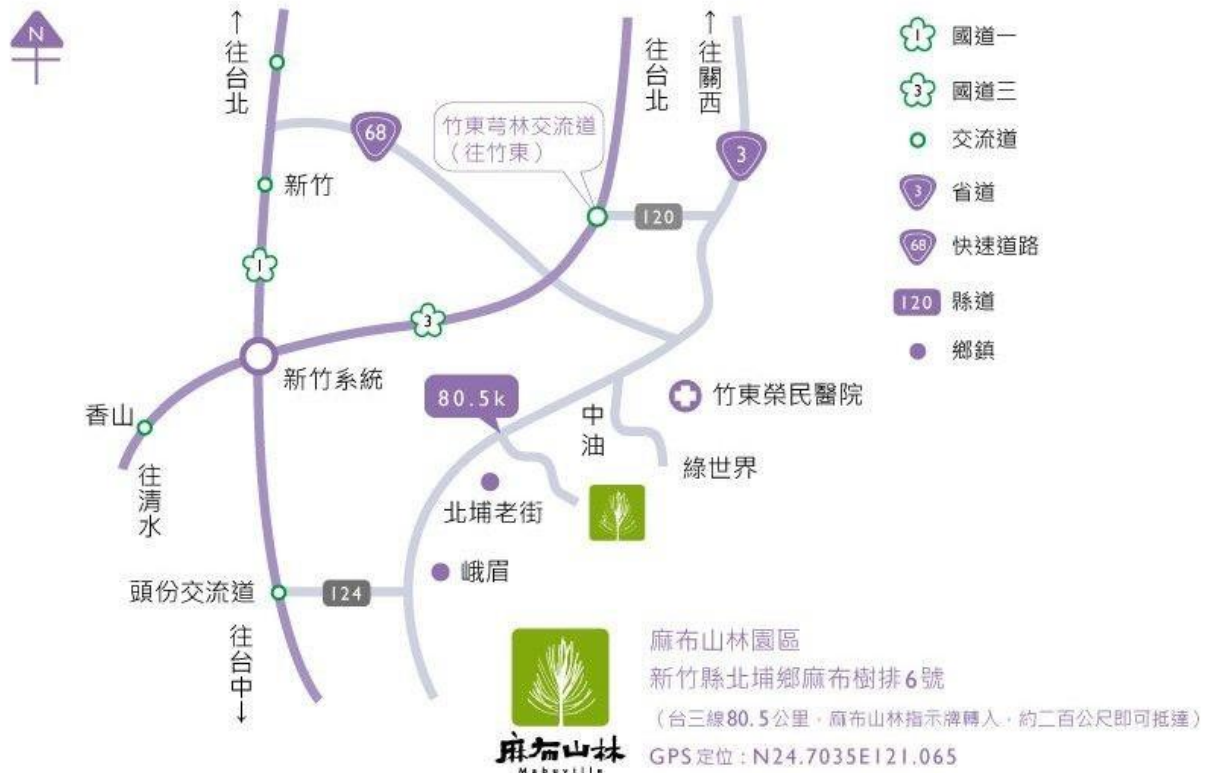 N
↑往台北
68
竹東芎林交流道
（往竹東）
往台北
↑往關西
3
120
新竹
1
3
新竹系統
香山
往清水
80.5k
中油
竹東榮民醫院
綠世界
北埔老街
峨眉
頭份交流道
124
往台中↓
1 國道一
3 國道三
交流道
3 省道
68 快速道路
120 縣道
鄉鎮
麻布山林
Mabuville
麻布山林園區
新竹縣北埔鄉麻布樹排6號
（台三線80.5公里，麻布山林指示牌轉入，約二百公尺即可抵達）
GPS定位：N24.7035E121.065